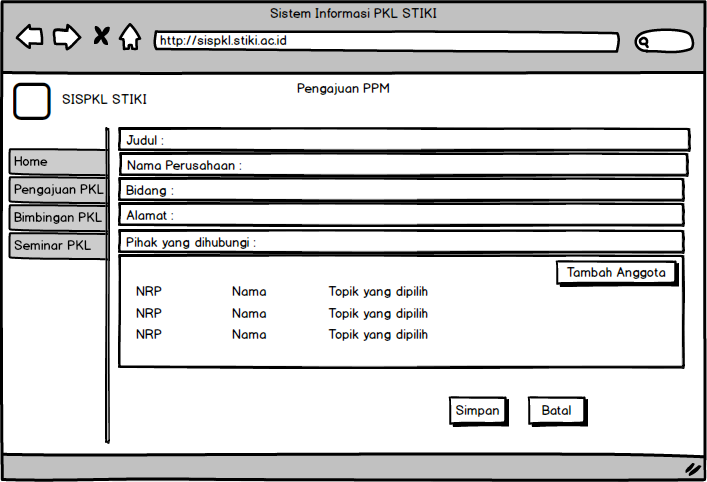 Sistem Informasi PKL STIKI
http://sispkl.stiki.ac.id
SISPKL STIKI
Pengajuan PPM
Home
Pengajuan PKL
Bimbingan PKL
Seminar PKL
Judul :
Nama Perusahaan :
Bidang :
Alamat :
Pihak yang dihubungi :
Tambah Anggota
NRP Nama Topik yang dipilih
NRP Nama Topik yang dipilih
NRP Nama Topik yang dipilih
Simpan Batal